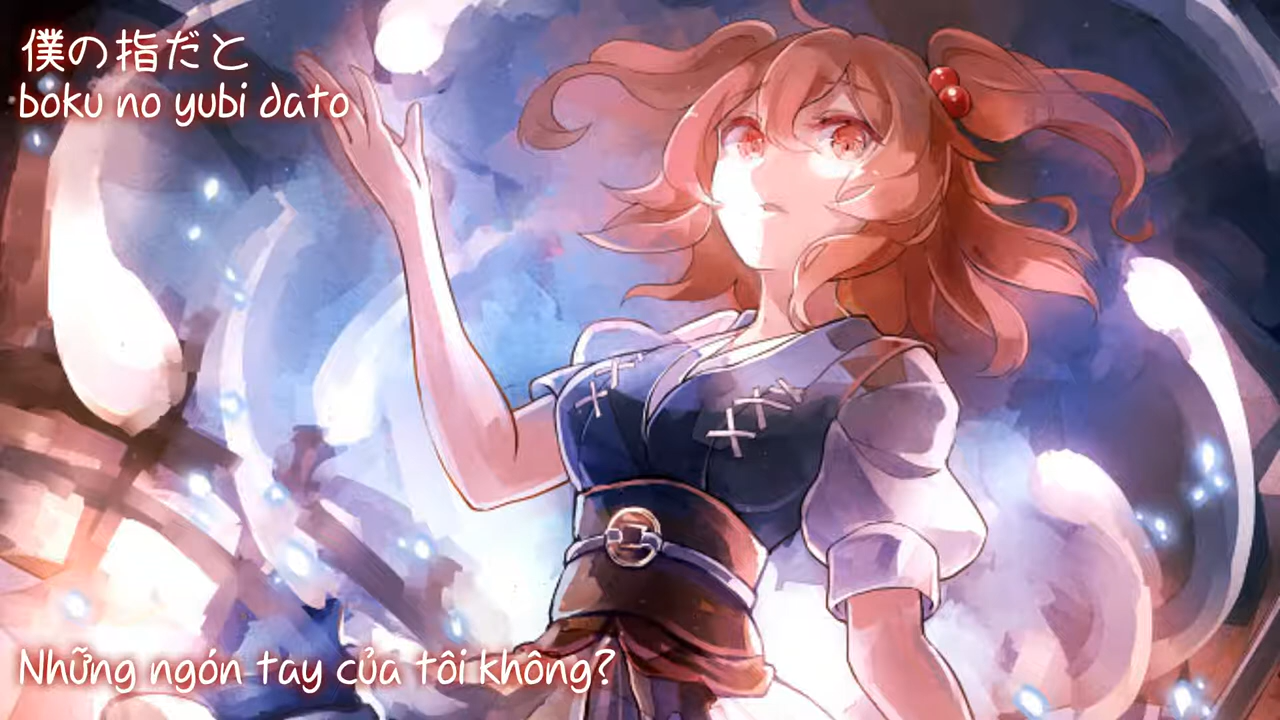 僕の指だと
boku no yubi dato
Những ngón tay của tôi không?